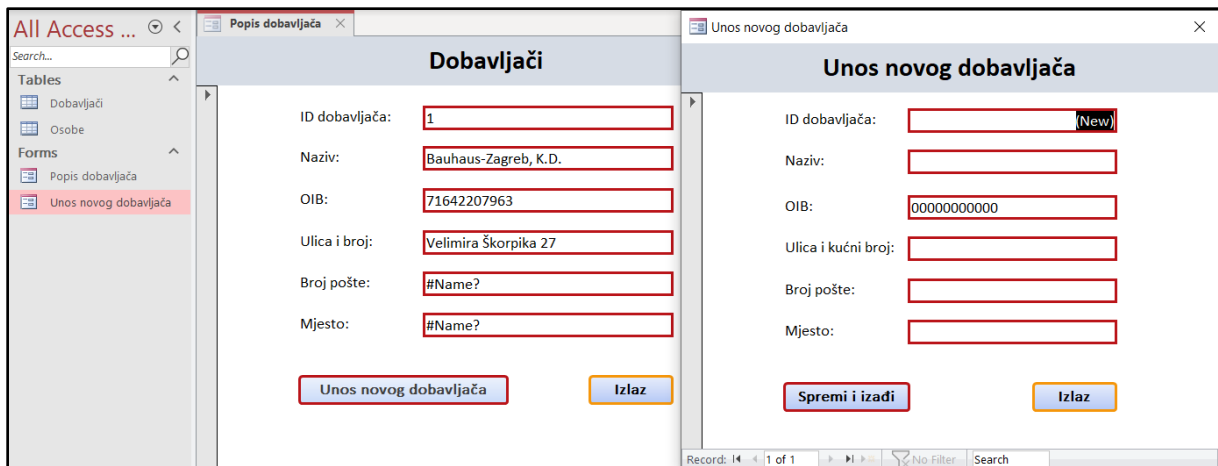 All Access ...
Search...
Tables
Dobavljači
Osobe
Forms
Popis dobavljača
Unos novog dobavljača
Popis dobavljača
Dobavljači
ID dobavljača: 1
Naziv: Bauhaus-Zagreb, K.D.
OIB: 71642207963
Ulica i broj: Velimira Škorpika 27
Broj pošte: #Name?
Mjesto: #Name?
Unos novog dobavljača Izlaz
Unos novog dobavljača
Unos novog dobavljača
ID dobavljača: (New)
Naziv:
OIB: 00000000000
Ulica i kućni broj:
Broj pošte:
Mjesto:
Spremi i izađi Izlaz
Record: 1 of 1 No Filter Search